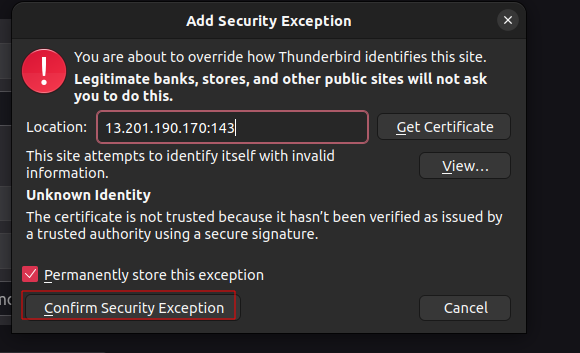 Add Security Exception
You are about to override how Thunderbird identifies this site.
Legitimate banks, stores, and other public sites will not ask
you to do this.
Location: 13.201.190.170:143 Get Certificate
This site attempts to identify itself with invalid
information.
View…
Unknown Identity
The certificate is not trusted because it hasn't been verified as issued by
a trusted authority using a secure signature.
Permanently store this exception
Confirm Security Exception Cancel